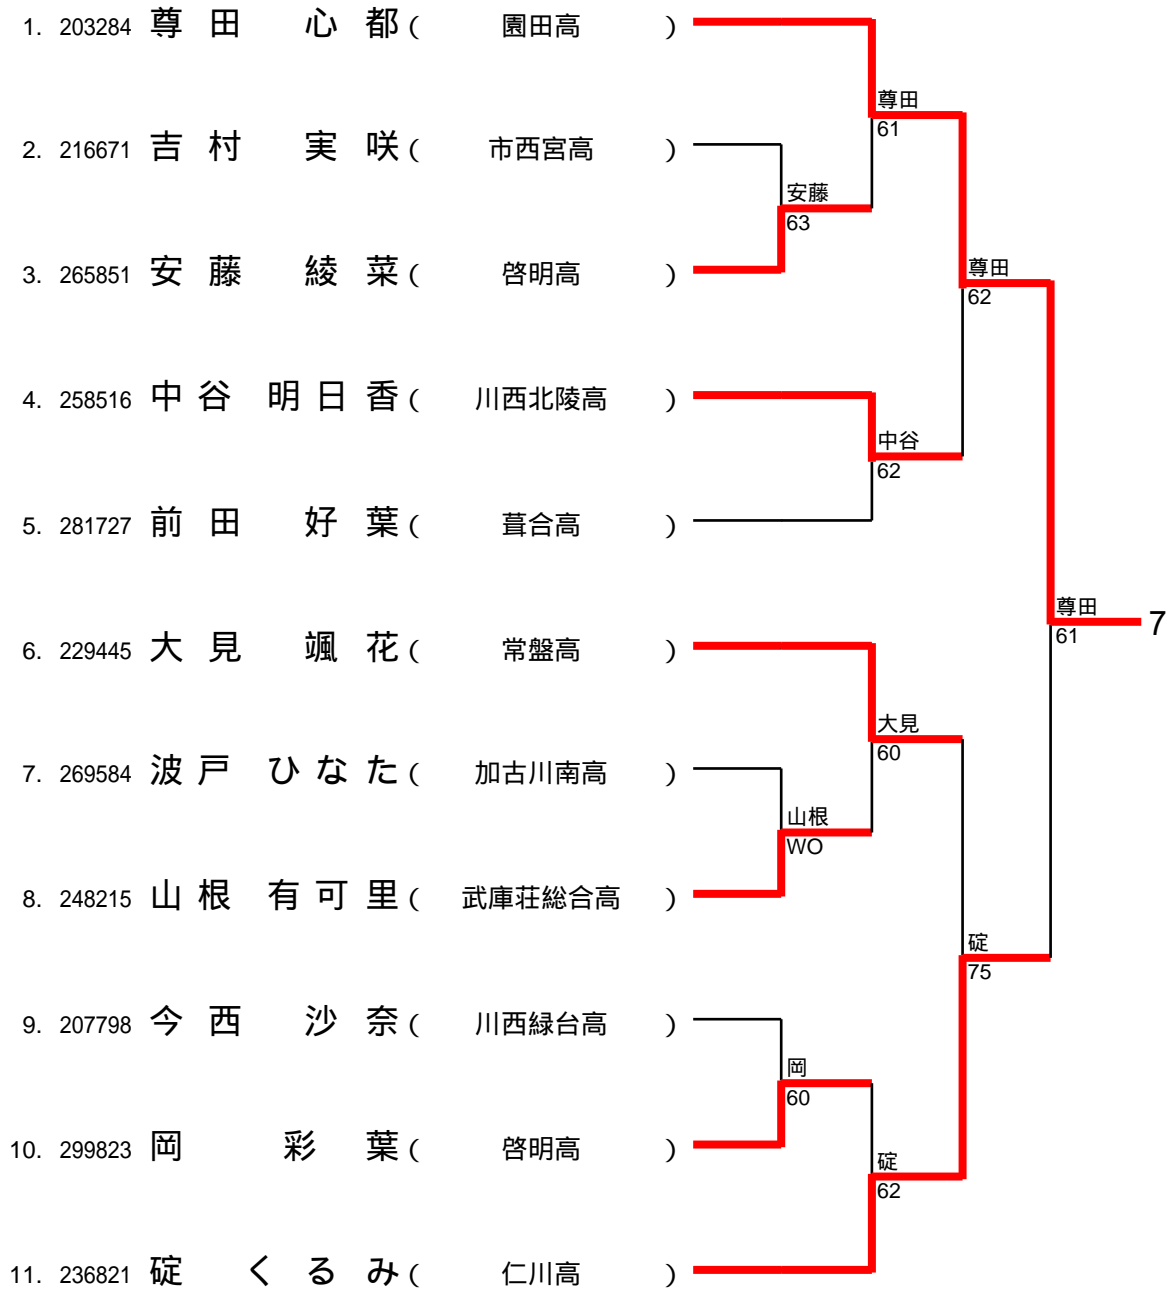 1. 203284 尊田 心都 ( 園田高 )
尊田
61
2. 216671 吉村 実咲 ( 市西宮高 )
安藤
63
3. 265851 安藤 綾菜 ( 啓明高 )
尊田
62
4. 258516 中谷 明日香 ( 川西北陵高 )
中谷
62
5. 281727 前田 好葉 ( 葺合高 )
尊田
61
7
6. 229445 大見 颯花 ( 常盤高 )
大見
60
7. 269584 波戸 ひなた ( 加古川南高 )
山根
WO
8. 248215 山根 有可里 ( 武庫荘総合高 )
碇
75
9. 207798 今西 沙奈 ( 川西緑台高 )
岡
60
10. 299823 岡 彩葉 ( 啓明高 )
碇
62
11. 236821 碇 くるみ ( 仁川高 )